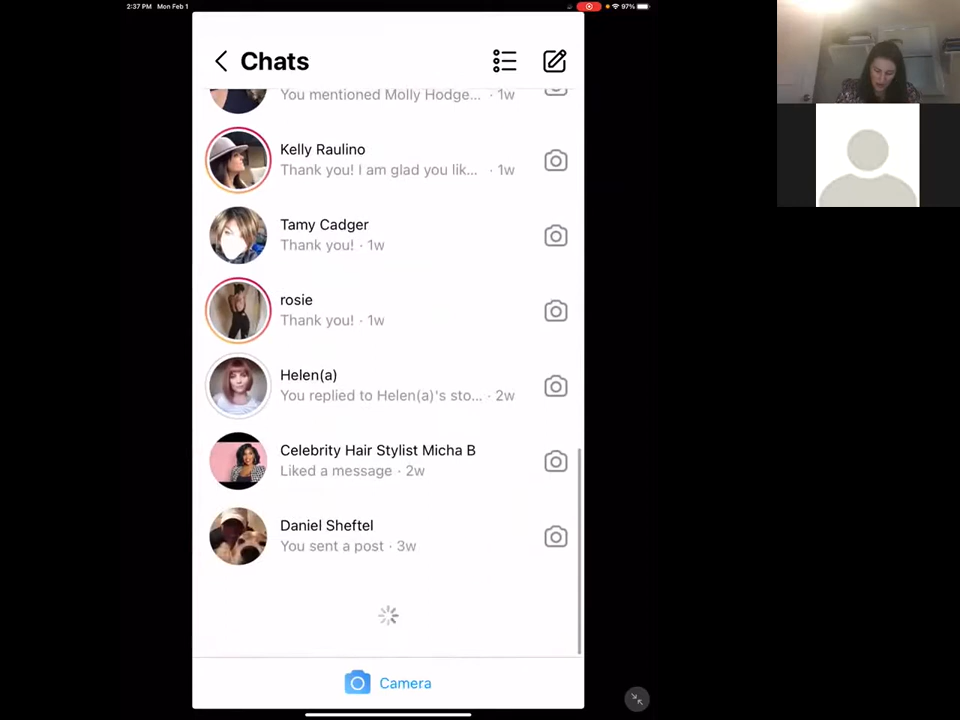 2:37 PM Mon Feb 1
97%
Chats
You mentioned Molly Hodge... · 1w
Kelly Raulino
Thank you! I am glad you lik... · 1w
Tamy Cadger
Thank you! · 1w
rosie
Thank you! · 1w
Helen(a)
You replied to Helen(a)'s sto... · 2w
Celebrity Hair Stylist Micha B
Liked a message · 2w
Daniel Sheftel
You sent a post · 3w
Camera